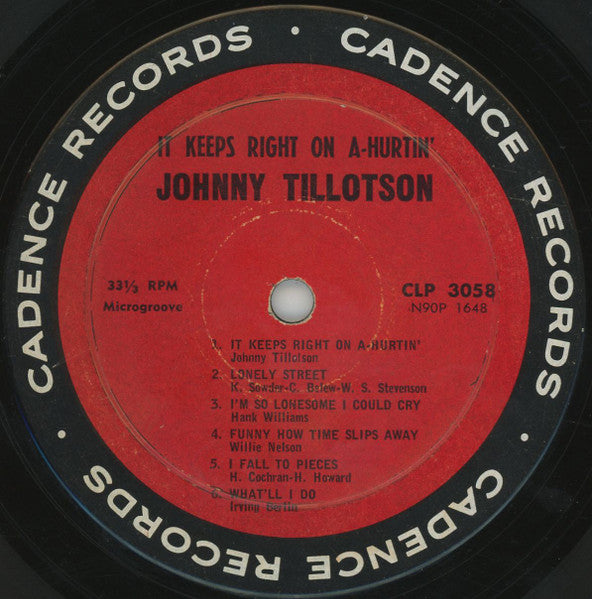 CADENCE RECORDS · CADENCE RECORDS · CADENCE RECORDS ·
IT KEEPS RIGHT ON A-HURTIN'
JOHNNY TILLOTSON
33⅓ RPM
Microgroove
CLP 3058
N90P 1648
1. IT KEEPS RIGHT ON A-HURTIN'
Johnny Tillotson
2. LONELY STREET
K. Sowder-C. Belew-W. S. Stevenson
3. I'M SO LONESOME I COULD CRY
Hank Williams
4. FUNNY HOW TIME SLIPS AWAY
Willie Nelson
5. I FALL TO PIECES
H. Cochran-H. Howard
6. WHAT'LL I DO
Irving Berlin